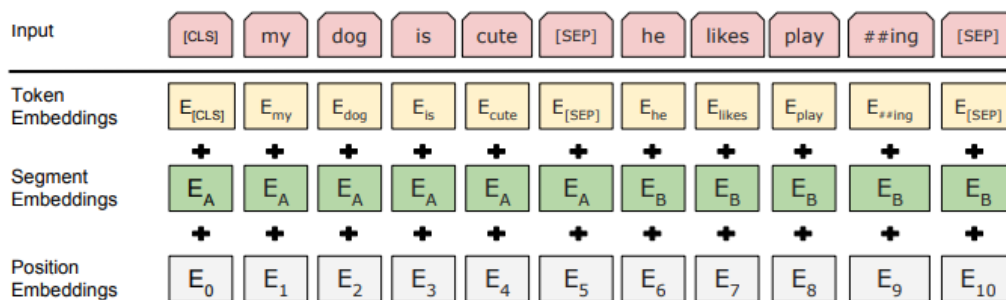 Input [CLS] my dog is cute [SEP] he likes play ##ing [SEP]
Token Embeddings E[CLS] Emy Edog Eis Ecute E[SEP] Ehe Elikes Eplay E##ing E[SEP]
+ + + + + + + + + + +
Segment Embeddings EA EA EA EA EA EA EB EB EB EB EB
+ + + + + + + + + + +
Position Embeddings E0 E1 E2 E3 E4 E5 E6 E7 E8 E9 E10